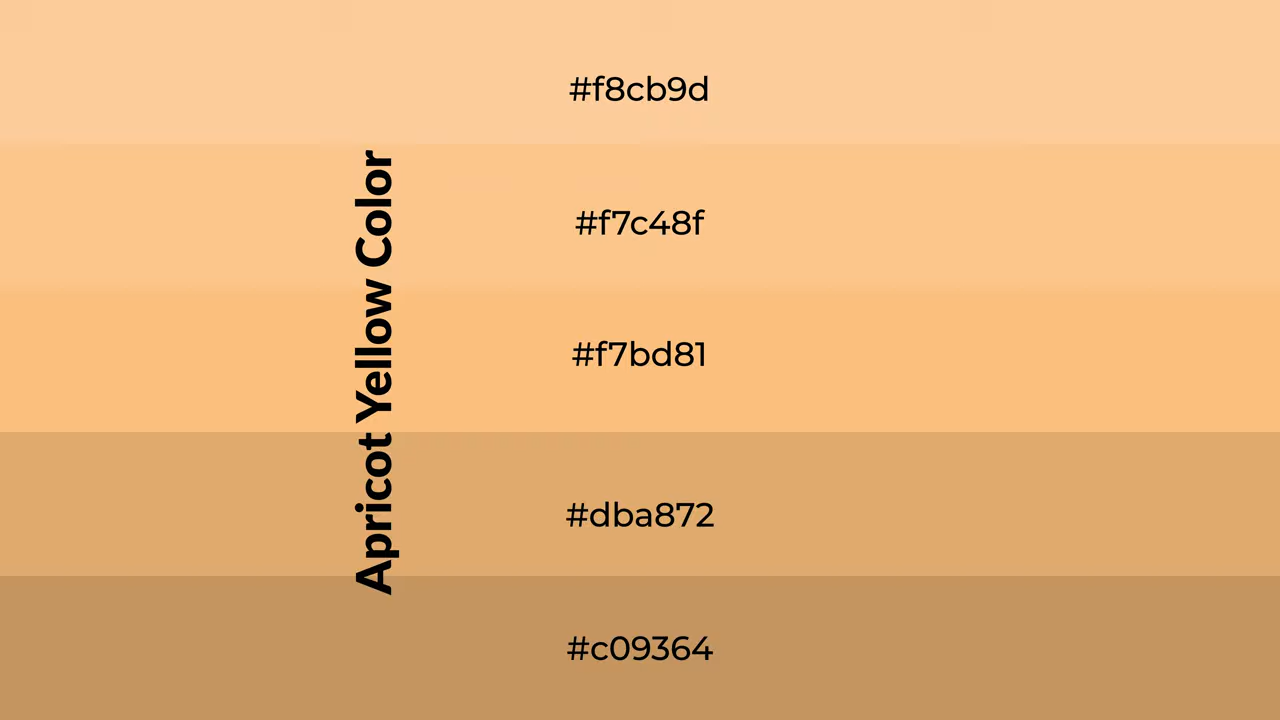 Apricot Yellow Color
#f8cb9d
#f7c48f
#f7bd81
#dba872
#c09364